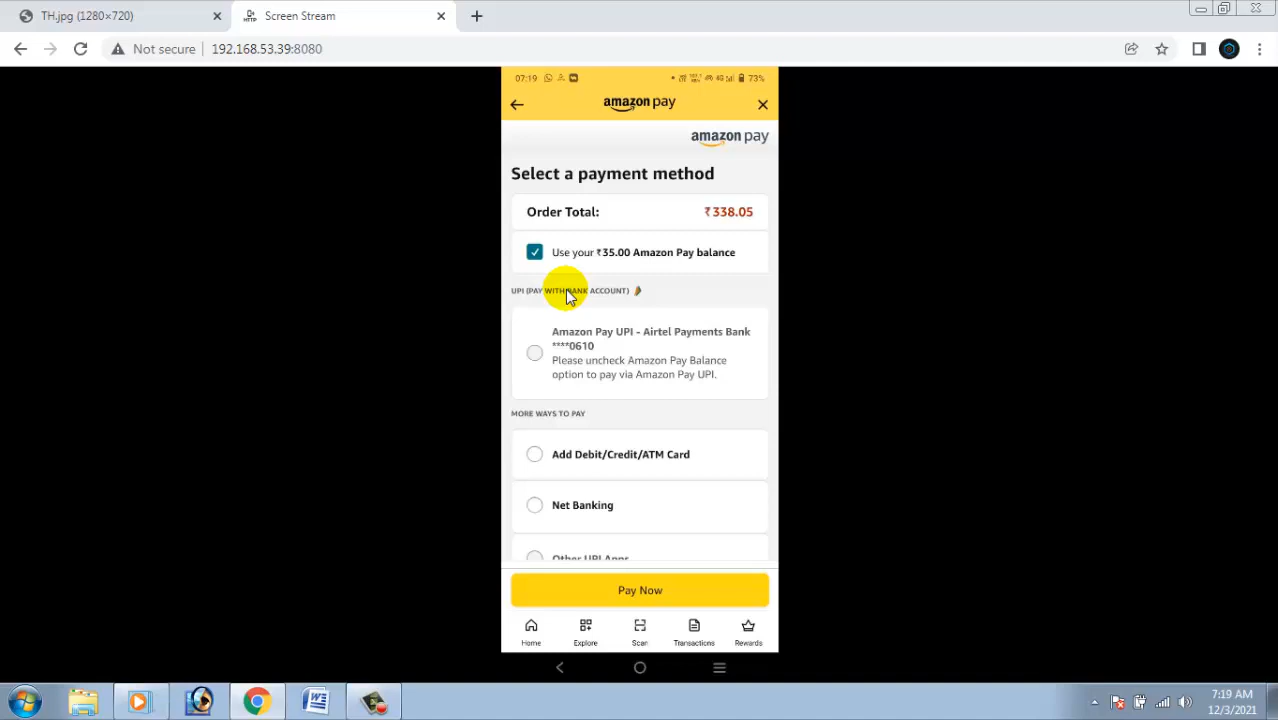 TH.jpg (1280×720)
Screen Stream
Not secure
192.168.53.39:8080
07:19
4G
73%
amazon pay
amazon pay
Select a payment method
Order Total:
₹338.05
Use your ₹35.00 Amazon Pay balance
UPI (PAY WITH BANK ACCOUNT)
Amazon Pay UPI - Airtel Payments Bank
****0610
Please uncheck Amazon Pay Balance
option to pay via Amazon Pay UPI.
MORE WAYS TO PAY
Add Debit/Credit/ATM Card
Net Banking
Other UPI Apps
Pay Now
Home
Explore
Scan
Transactions
Rewards
7:19 AM
12/3/2021